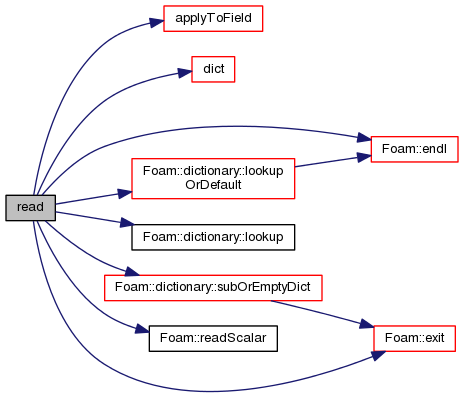 applyToField
dict
Foam::endl
Foam::dictionary::lookup
OrDefault
read
Foam::dictionary::lookup
Foam::dictionary::subOrEmptyDict
Foam::readScalar
Foam::exit